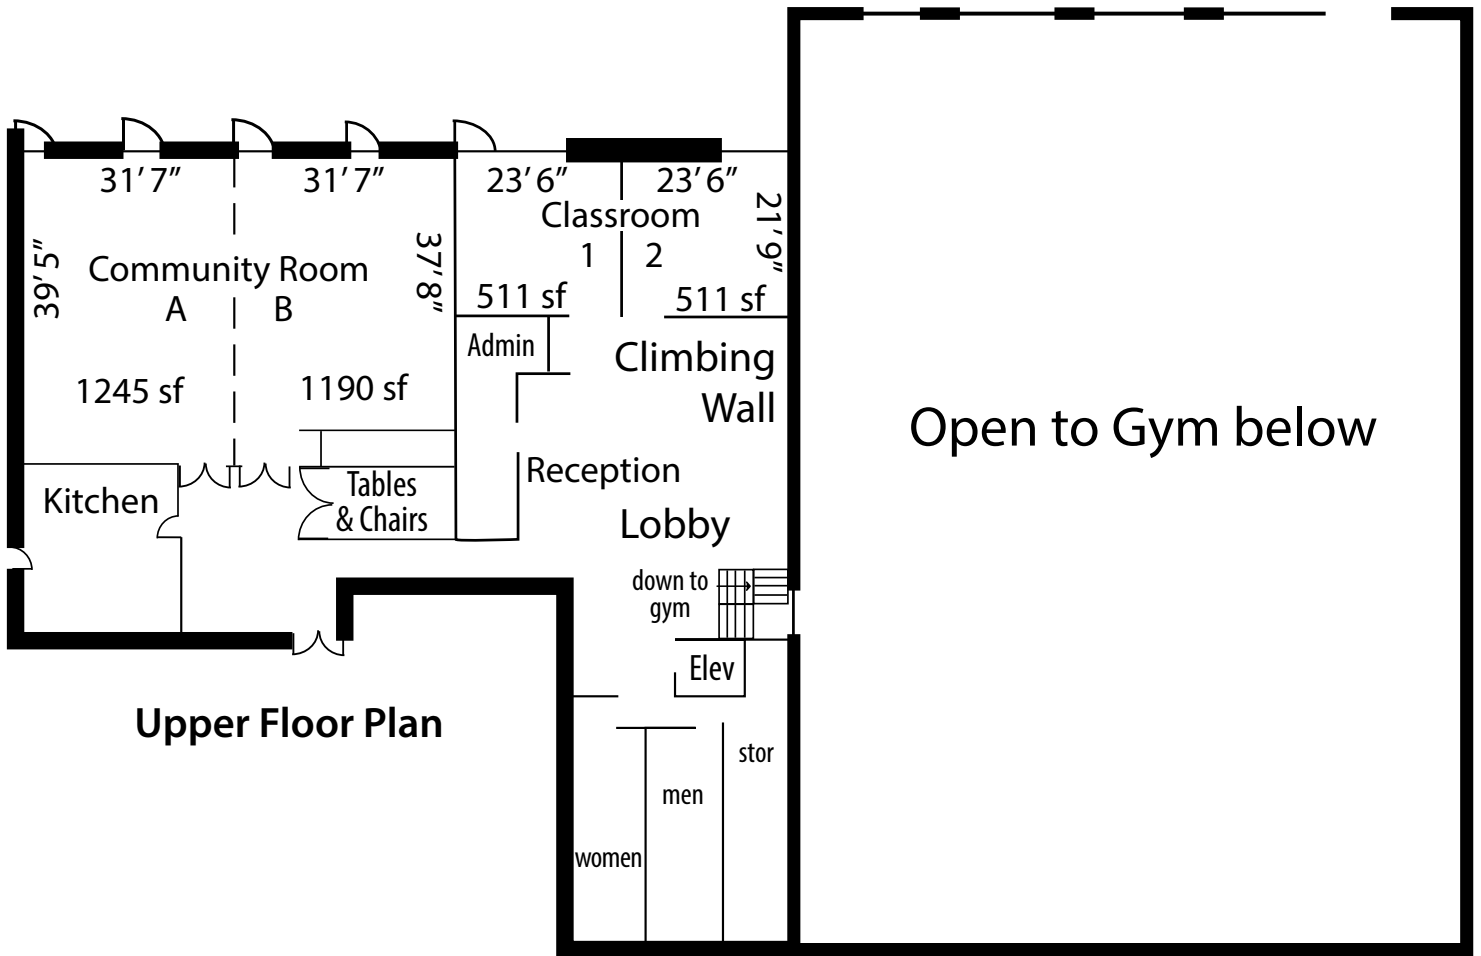 31’ 7” 31’ 7” 23’ 6” 23’ 6”
Classroom
1 2
21’ 9”
39’ 5”
37’ 8”
Community Room
A B
511 sf 511 sf
Admin
Climbing
Wall
1245 sf 1190 sf
Open to Gym below
Reception
Kitchen
Tables
& Chairs
Lobby
down to
gym
Elev
Upper Floor Plan
stor
men
women